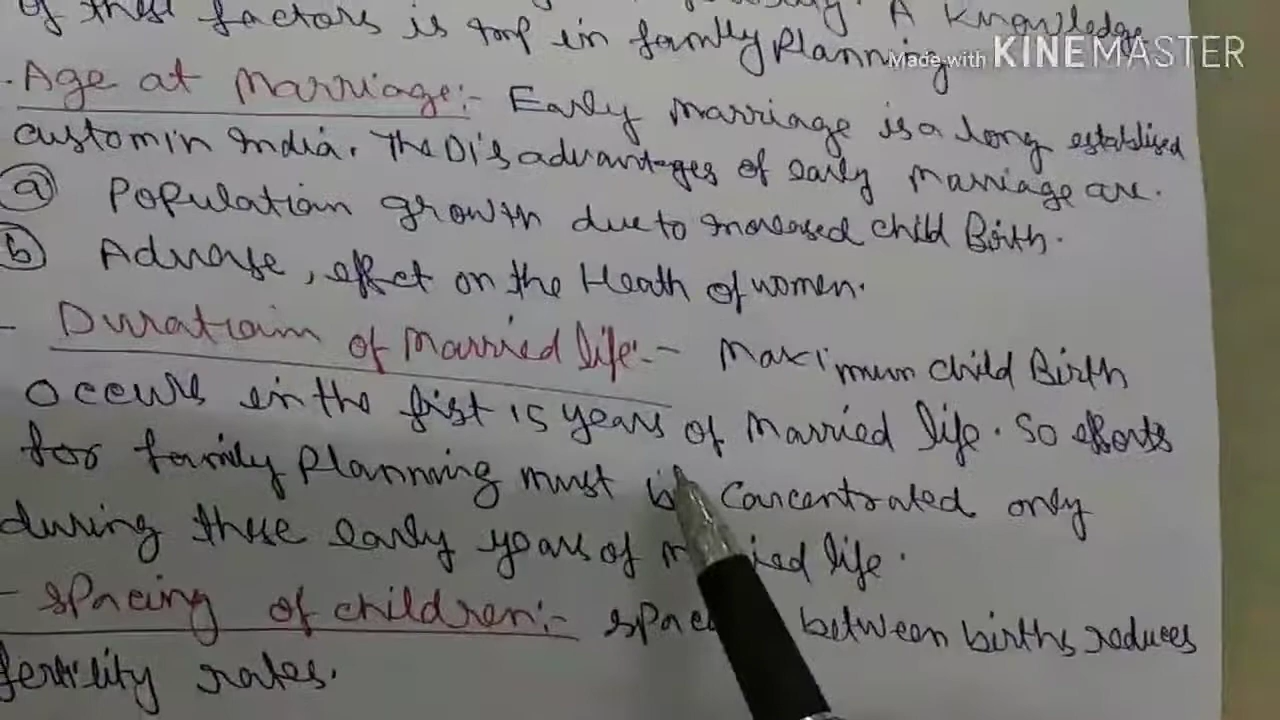 of these factors is imp in family planning. A Knowledge
Made with KINEMASTER
Age at Marriage:- Early Marriage is a long establised
custom in India. The Dis advantages of early Marriage are.
(a) Population growth due to increased child Birth.
(b) Advrase, effect on the Heath of women.
- Duration of Married life:- Maximum child Birth
occurs in the fist 15 years of Married life. So efforts
for family planning must be concentrated only
during these early years of married life.
- spacing of children:- between births reduces
fertility rates.